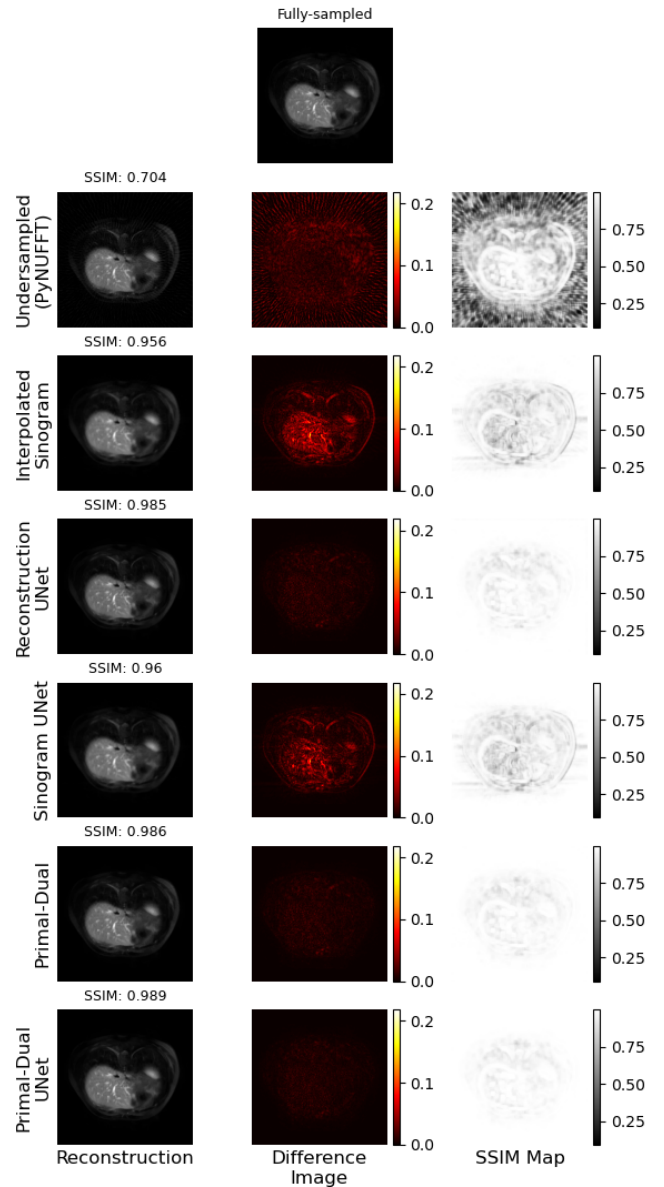 Fully-sampled
SSIM: 0.704
Undersampled
(PyNUFFT)
0.2
0.1
0.0
0.75
0.50
0.25
SSIM: 0.956
Interpolated
Sinogram
0.2
0.1
0.0
0.75
0.50
0.25
SSIM: 0.985
Reconstruction
UNet
0.2
0.1
0.0
0.75
0.50
0.25
SSIM: 0.96
Sinogram UNet
0.2
0.1
0.0
0.75
0.50
0.25
SSIM: 0.986
Primal-Dual
0.2
0.1
0.0
0.75
0.50
0.25
SSIM: 0.989
Primal-Dual
UNet
0.2
0.1
0.0
0.75
0.50
0.25
Reconstruction
Difference
Image
SSIM Map